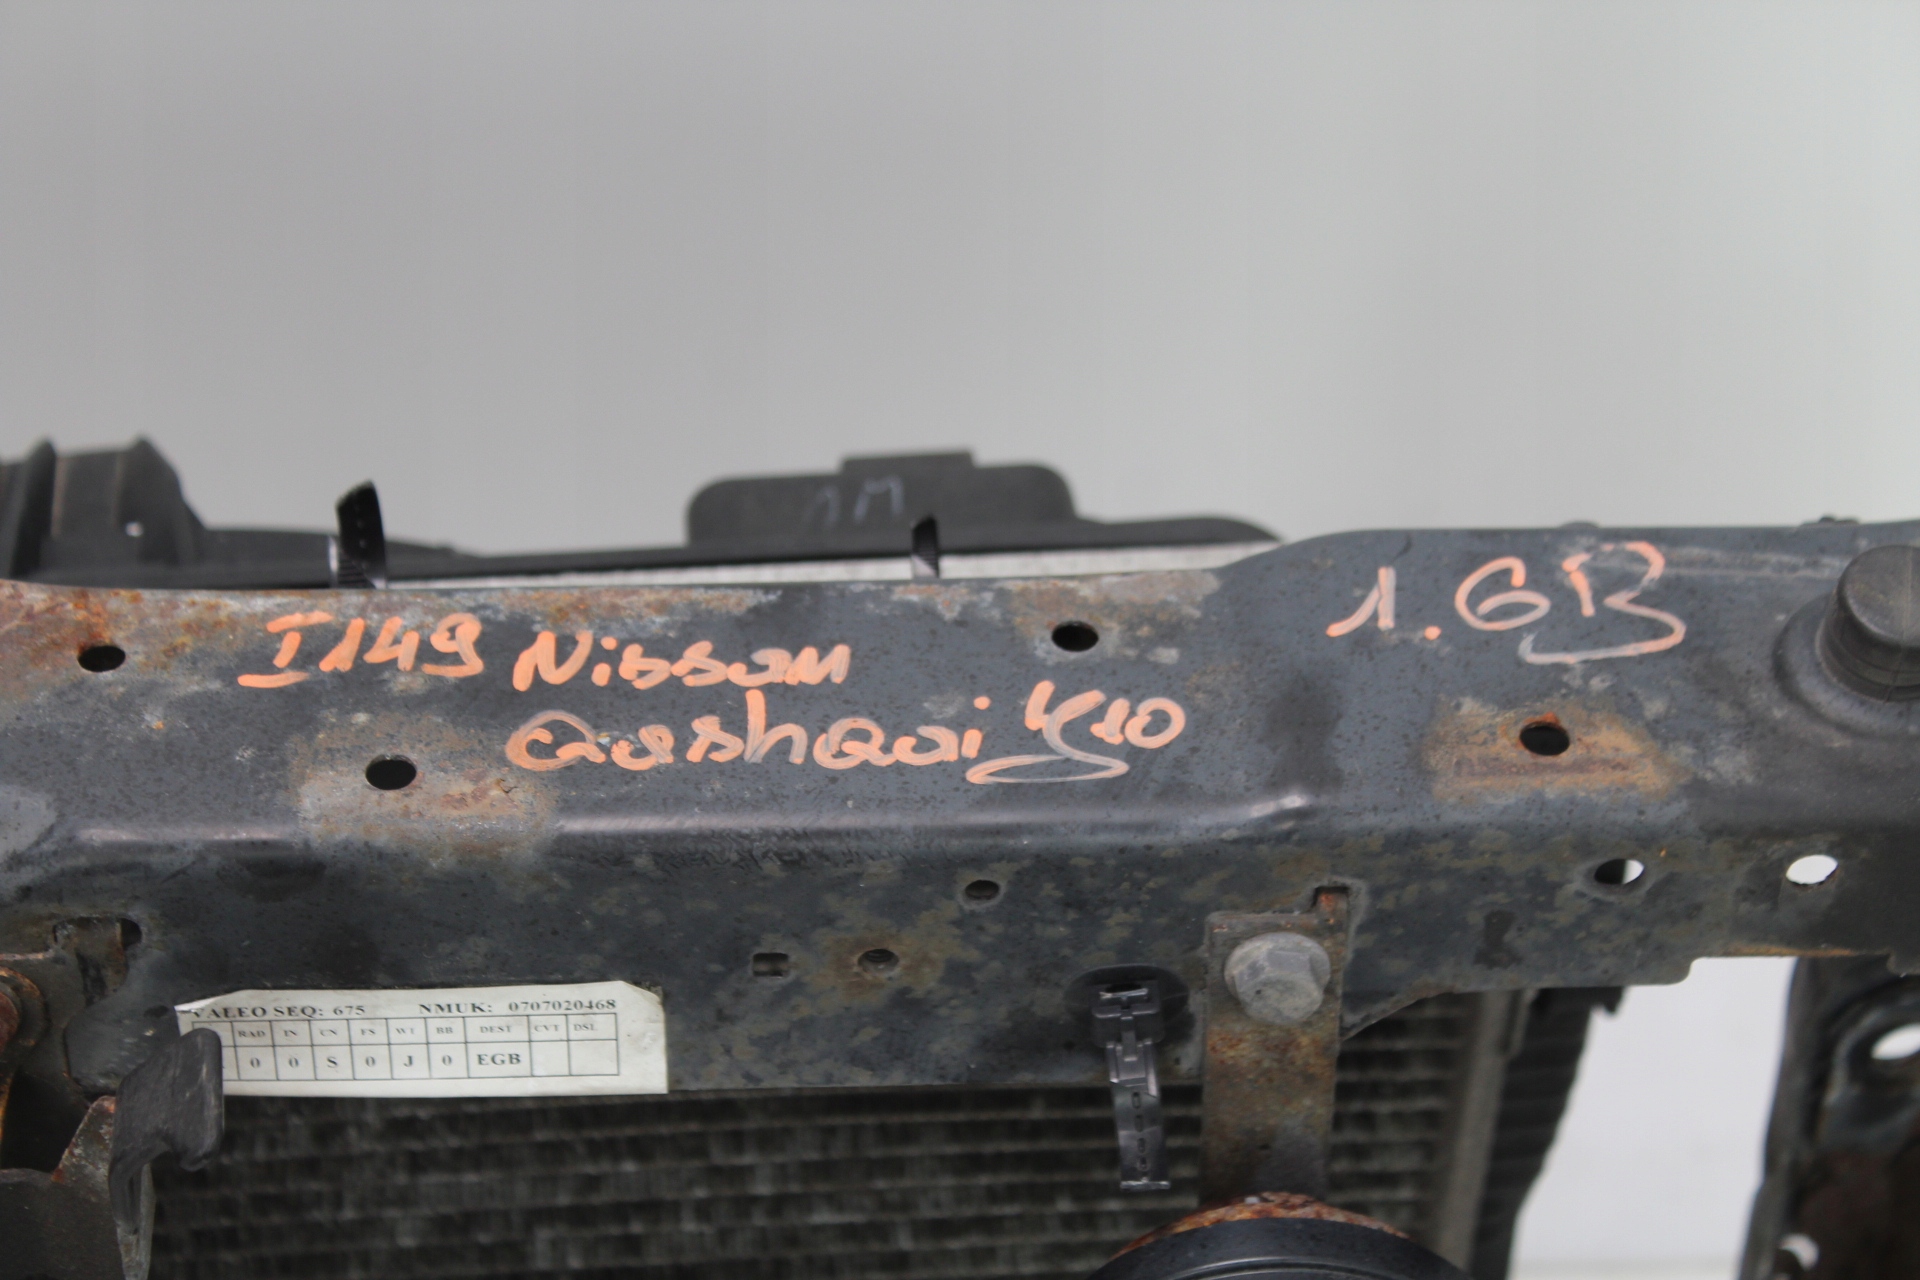 1M
I149 Nissan 1.6B
Qashqai J10
VALEO SEQ: 675 NMUK: 0707020468
RAD IN CN FS WT BB DEST CVT DSL
0 0 S 0 J 0 EGB